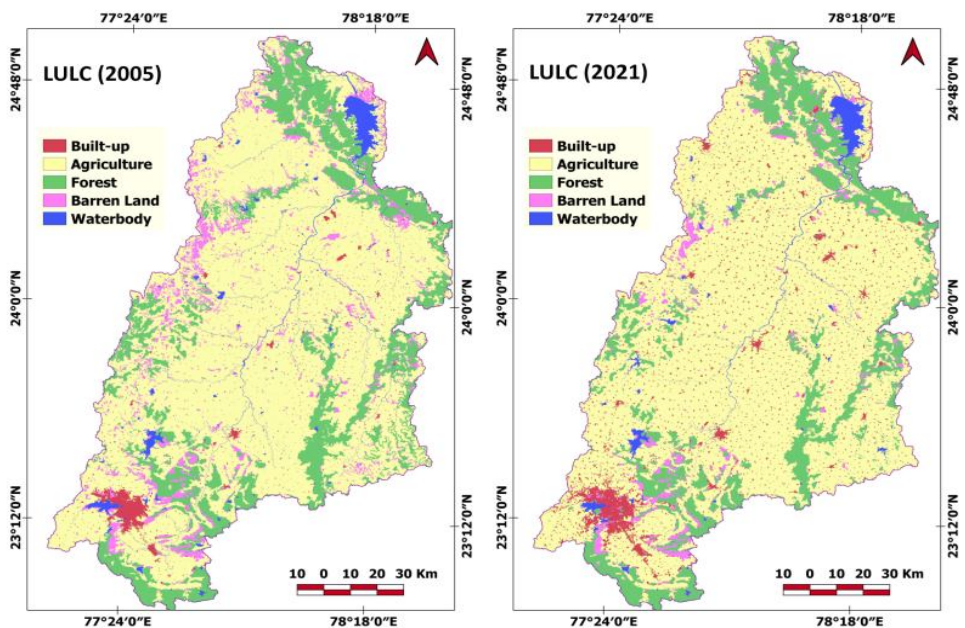 77°24'0"E 78°18'0"E 77°24'0"E 78°18'0"E
24°48'0"N
24°0'0"N
23°12'0"N
LULC (2005)
Built-up
Agriculture
Forest
Barren Land
Waterbody
10 0 10 20 30 Km
24°48'0"N
24°0'0"N
23°12'0"N
LULC (2021)
Built-up
Agriculture
Forest
Barren Land
Waterbody
10 0 10 20 30 Km
24°48'0"N
24°0'0"N
23°12'0"N
77°24'0"E 78°18'0"E 77°24'0"E 78°18'0"E